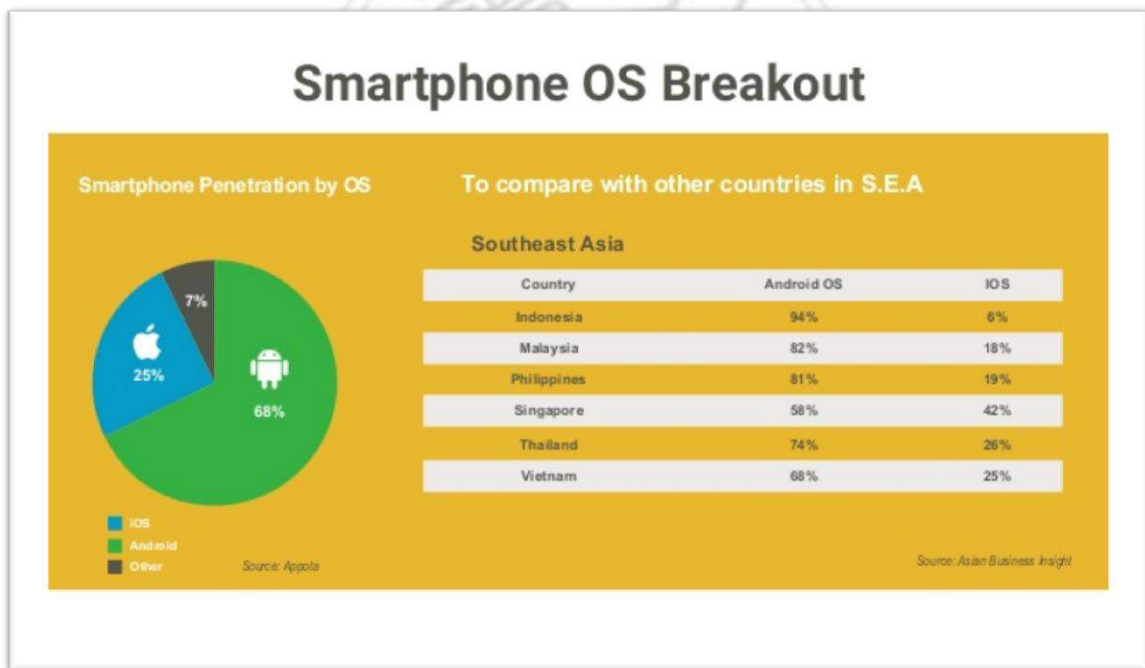 Smartphone OS Breakout
Smartphone Penetration by OS
7%
25%
68%
iOS
Android
Other
Source: Appota
To compare with other countries in S.E.A
Southeast Asia
Country Android OS IOS
Indonesia 94% 6%
Malaysia 82% 18%
Philippines 81% 19%
Singapore 58% 42%
Thailand 74% 26%
Vietnam 68% 25%
Source: Asian Business Insight